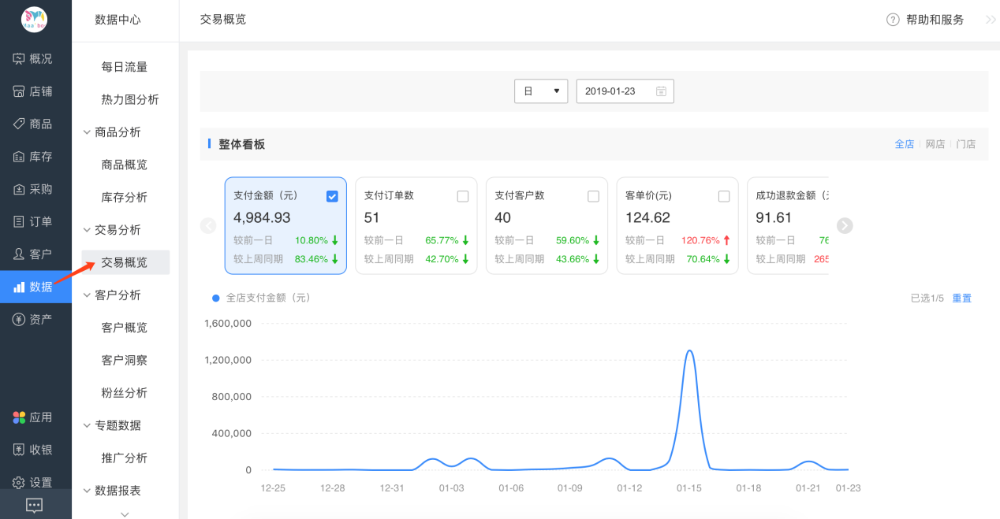 概况
店铺
商品
库存
采购
订单
客户
数据
资产
应用
收银
设置
数据中心
每日流量
热力图分析
商品分析
商品概览
库存分析
交易分析
交易概览
客户分析
客户概览
客户洞察
粉丝分析
专题数据
推广分析
数据报表
交易概览
? 帮助和服务
日 2019-01-23
整体看板
全店 网店 门店
支付金额（元）
4,984.93
较前一日 10.80%
较上周同期 83.46%
支付订单数
51
较前一日 65.77%
较上周同期 42.70%
支付客户数
40
较前一日 59.60%
较上周同期 43.66%
客单价(元)
124.62
较前一日 120.76%
较上周同期 70.64%
成功退款金额（
91.61
较前一日 76
较上周同期 265
全店支付金额（元）
已选1/5 重置
1,600,000
1,200,000
800,000
400,000
0
12-25 12-28 12-31 01-03 01-06 01-09 01-12 01-15 01-18 01-21 01-23